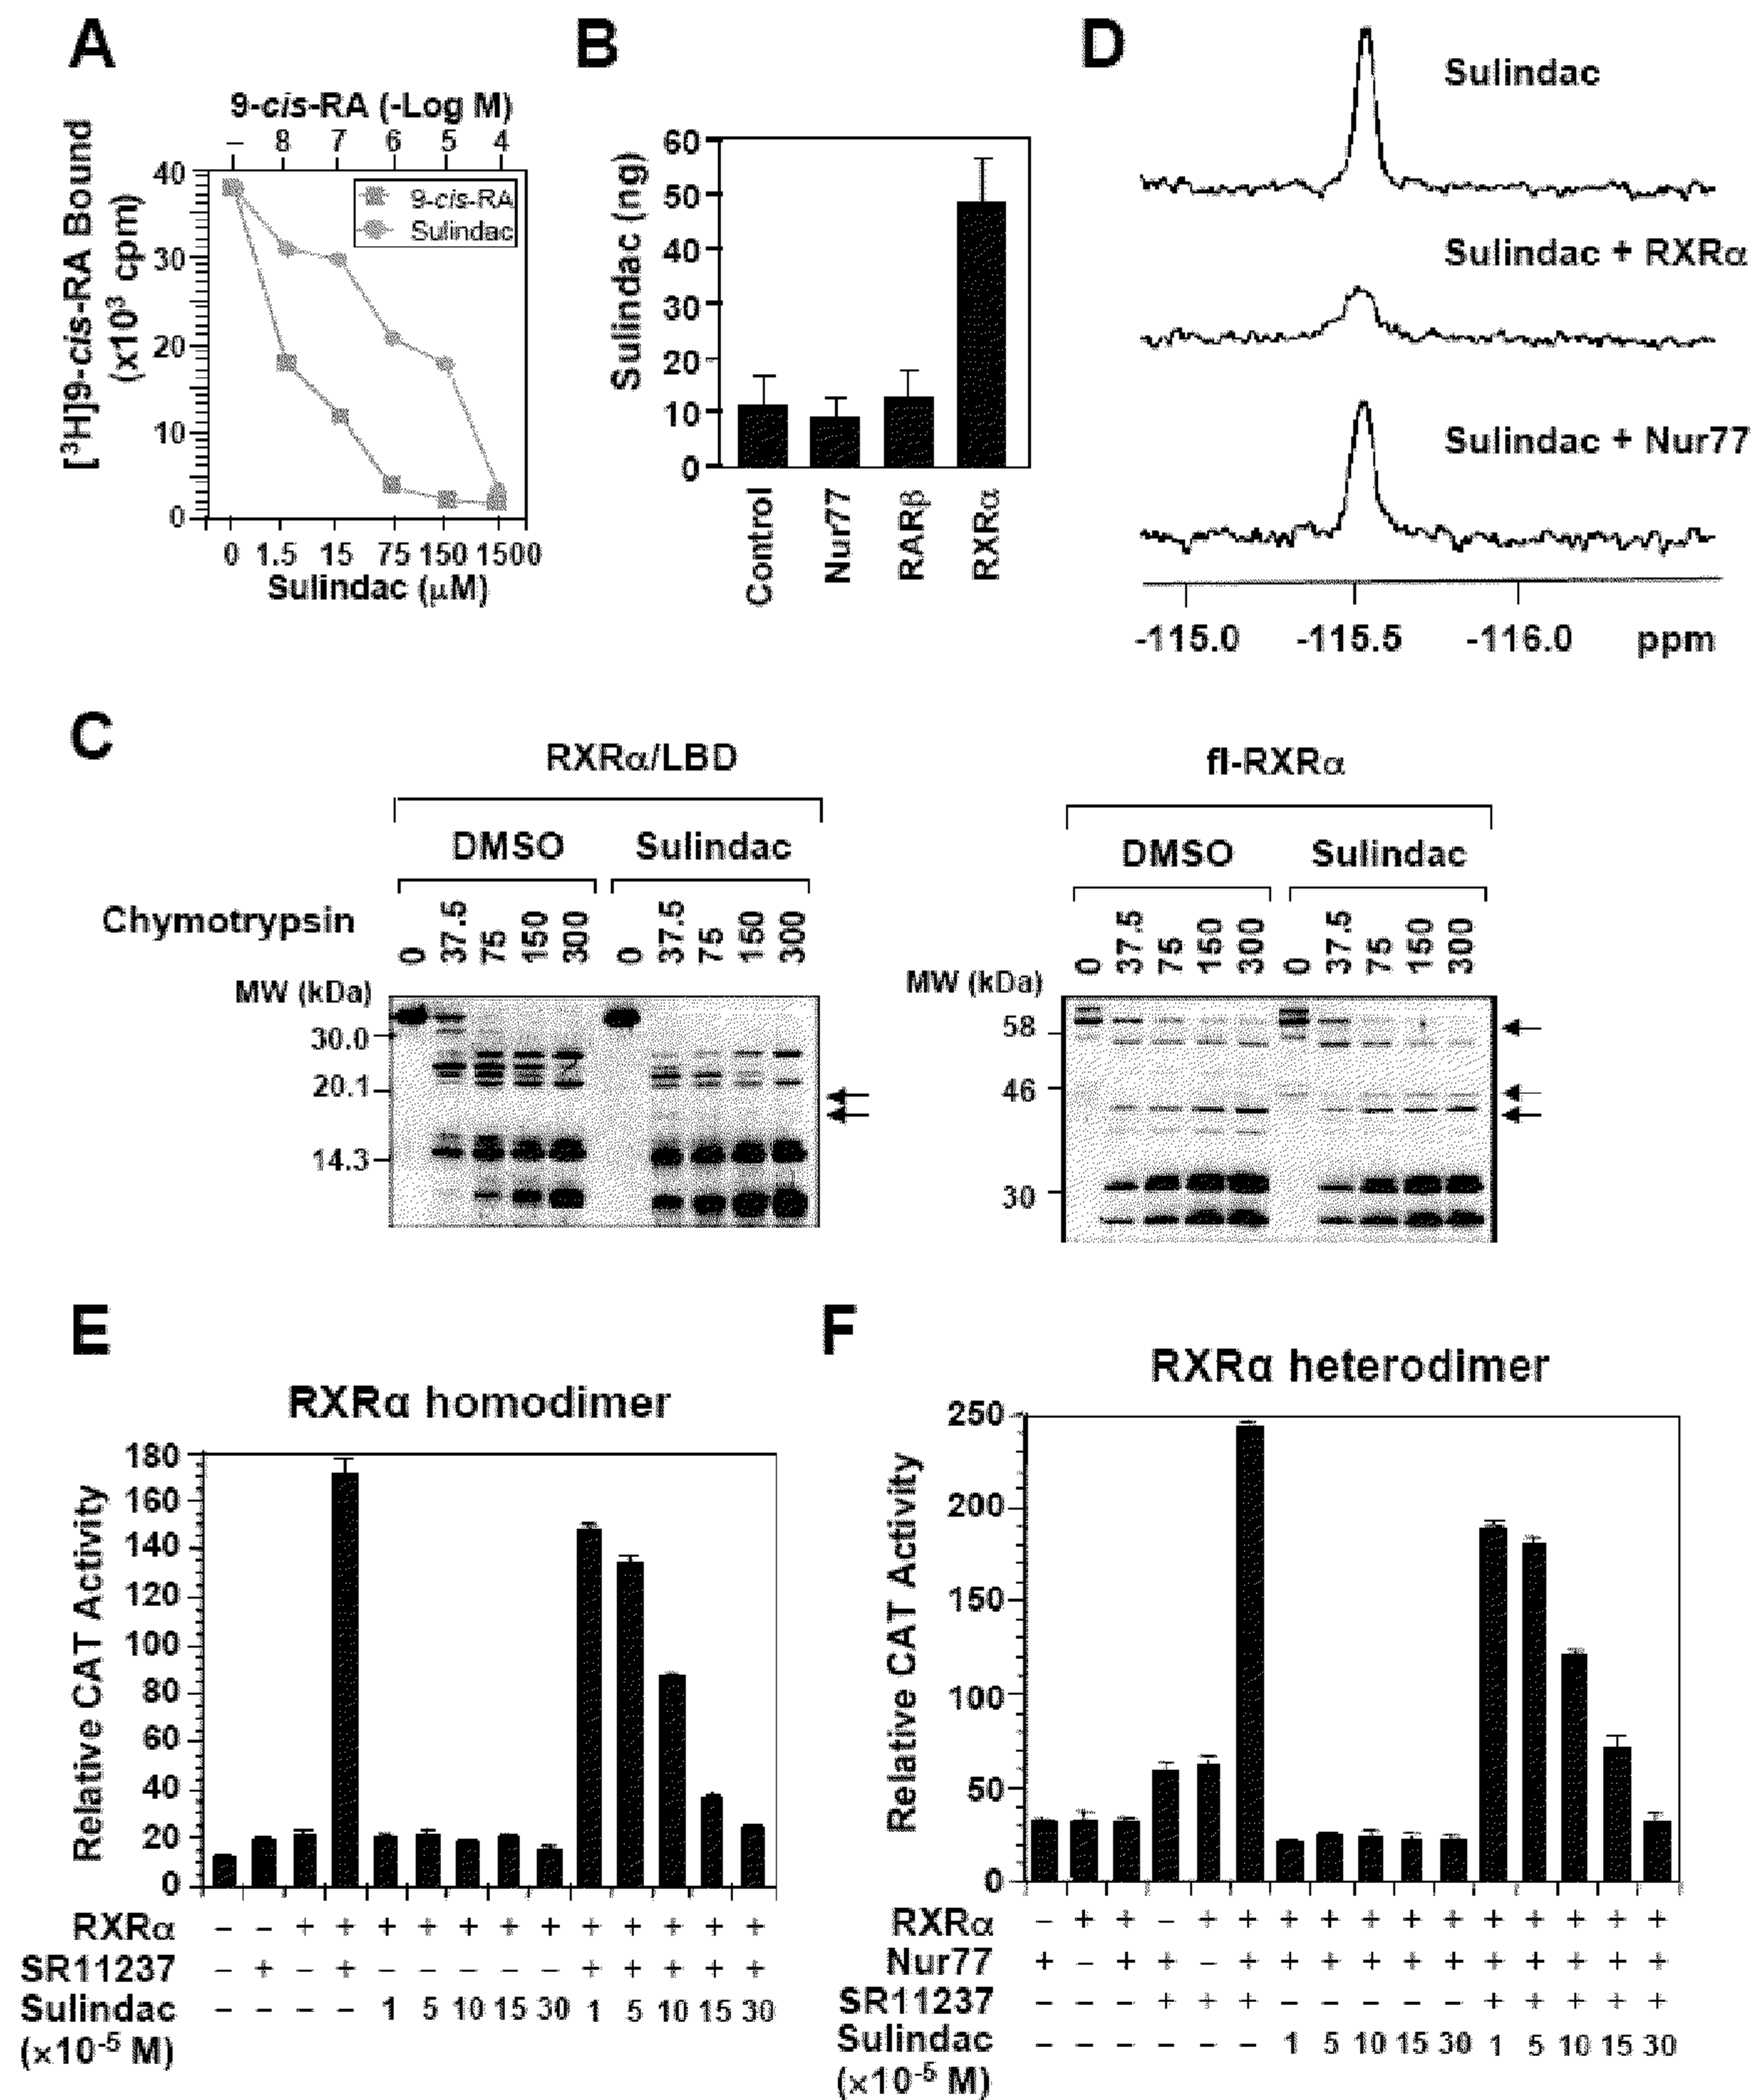 A
9-cis-RA (-Log M)
– 8 7 6 5 4
[³H]9-cis-RA Bound
(x10³ cpm)
40
30
20
10
0
9-cis-RA
Sulindac
0 1.5 15 75 150 1500
Sulindac (μM)
B
Sulindac (ng)
60
50
40
30
20
10
0
Control
Nur77
RARβ
RXRα
D
Sulindac
Sulindac + RXRα
Sulindac + Nur77
-115.0 -115.5 -116.0 ppm
C
RXRα/LBD
DMSO Sulindac
Chymotrypsin
0 37.5 75 150 300 0 37.5 75 150 300
MW (kDa)
30.0
20.1
14.3
fl-RXRα
DMSO Sulindac
0 37.5 75 150 300 0 37.5 75 150 300
MW (kDa)
58
46
30
E
RXRα homodimer
Relative CAT Activity
180
160
140
120
100
80
60
40
20
0
RXRα – – + + + + + + + + + + + +
SR11237 – + – + – – – – – + + + + +
Sulindac – – – – 1 5 10 15 30 1 5 10 15 30
(×10⁻⁵ M)
F
RXRα heterodimer
Relative CAT Activity
250
200
150
100
50
0
RXRα – + + – + + + + + + + + + + + +
Nur77 + – + + – + + + + + + + + + + +
SR11237 – – – + + + – – – – – + + + + +
Sulindac – – – – – – 1 5 10 15 30 1 5 10 15 30
(×10⁻⁵ M)